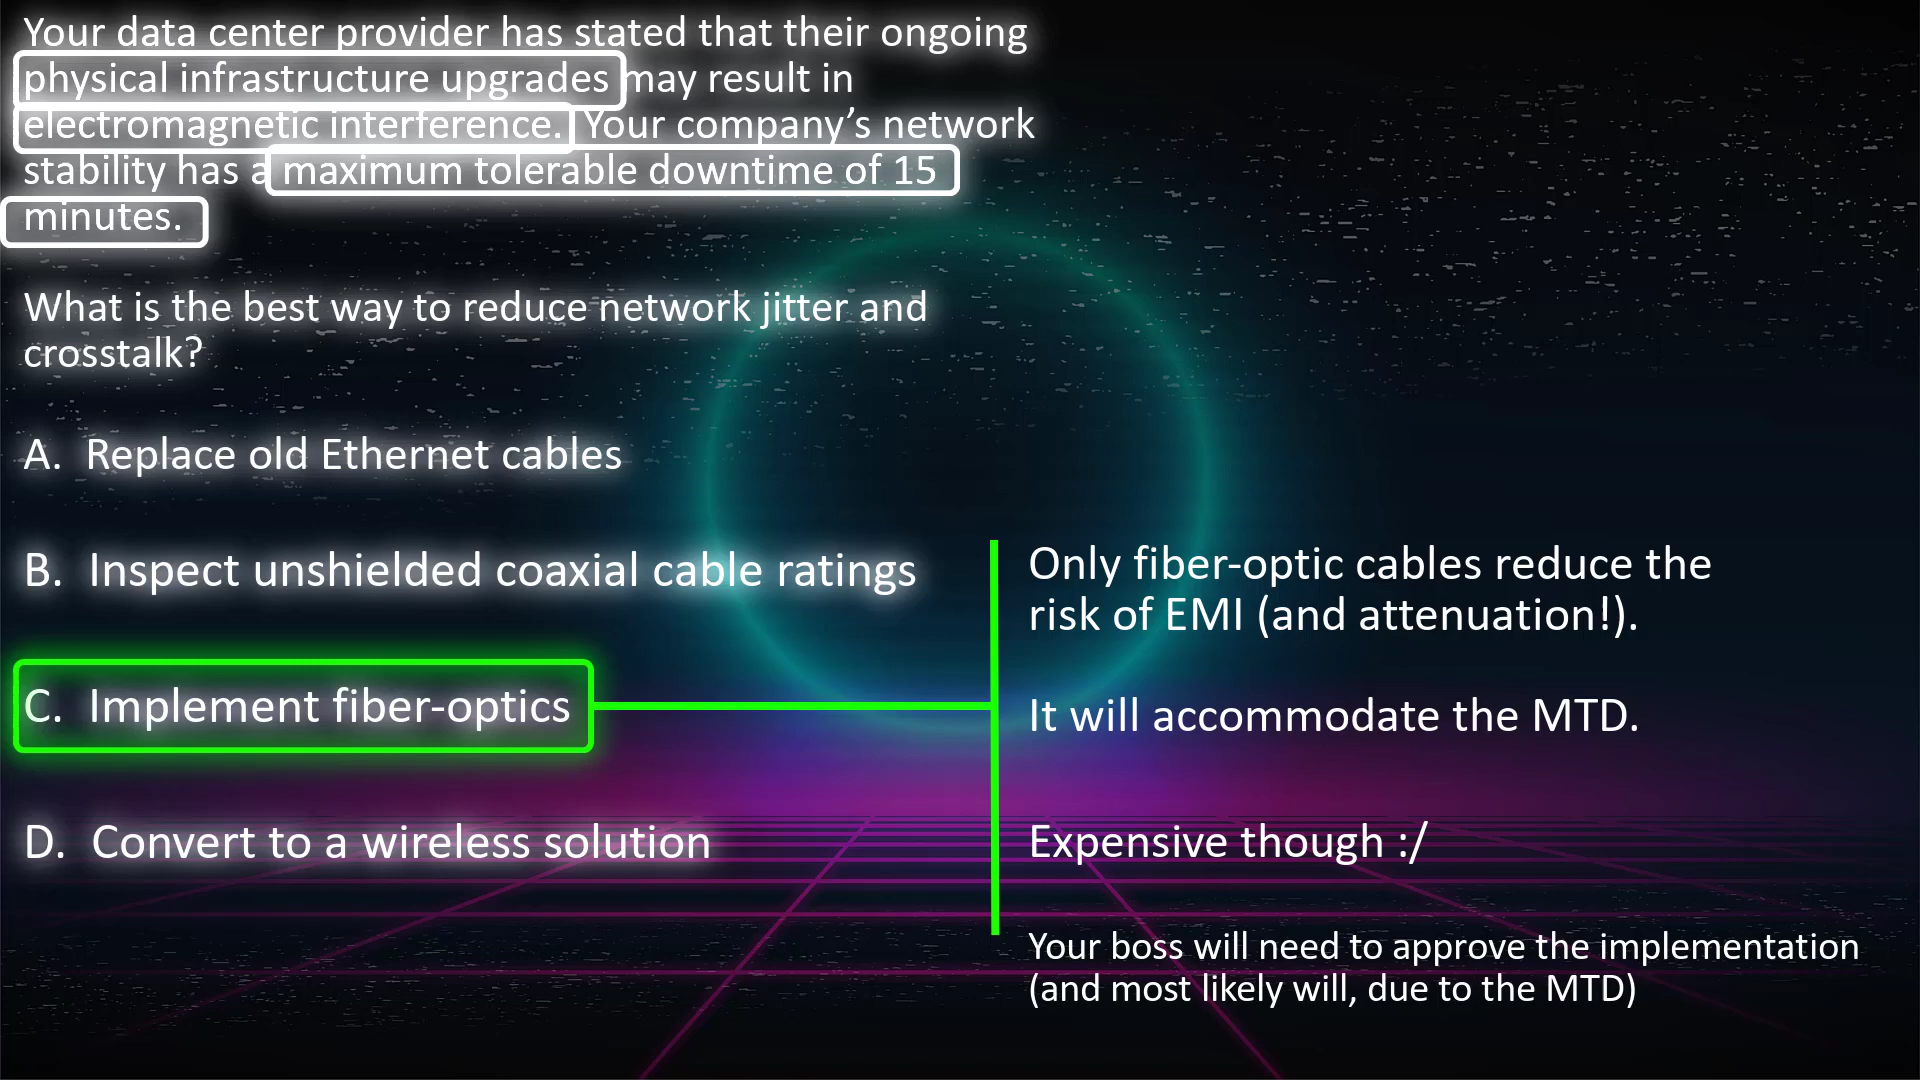 Your data center provider has stated that their ongoing
physical infrastructure upgrades may result in
electromagnetic interference. Your company’s network
stability has a maximum tolerable downtime of 15
minutes.
What is the best way to reduce network jitter and
crosstalk?
A. Replace old Ethernet cables
B. Inspect unshielded coaxial cable ratings
C. Implement fiber-optics
D. Convert to a wireless solution
Only fiber-optic cables reduce the
risk of EMI (and attenuation!).
It will accommodate the MTD.
Expensive though :/
Your boss will need to approve the implementation
(and most likely will, due to the MTD)